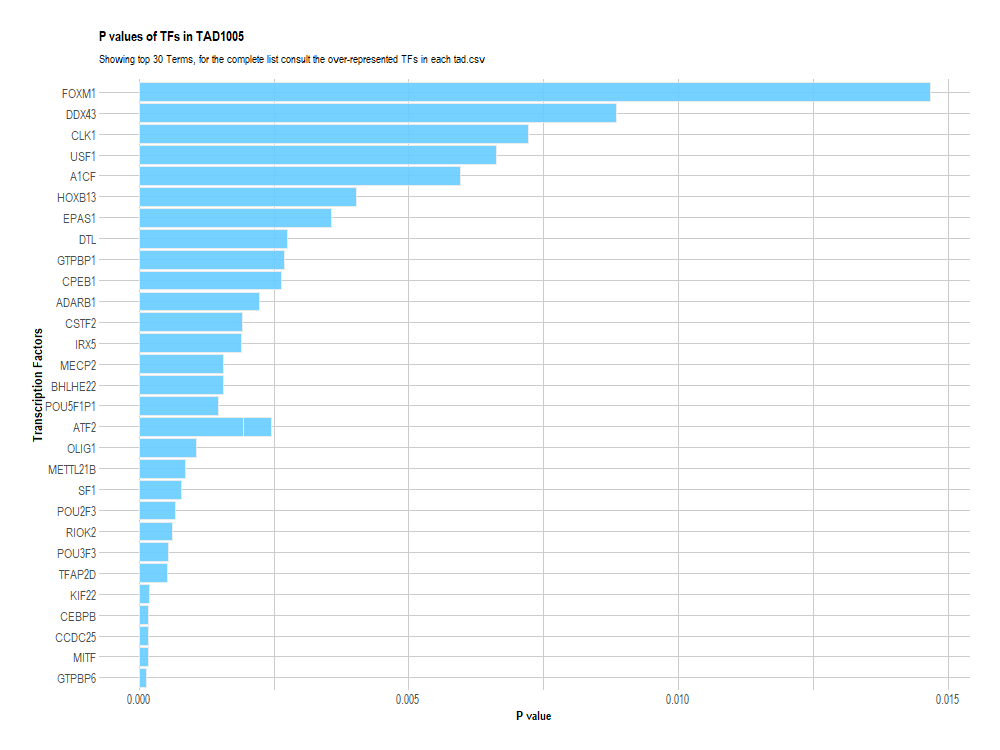 P values of TFs in TAD1005
Showing top 30 Terms, for the complete list consult the over-represented TFs in each tad.csv
Transcription Factors
FOXM1
DDX43
CLK1
USF1
A1CF
HOXB13
EPAS1
DTL
GTPBP1
CPEB1
ADARB1
CSTF2
IRX5
MECP2
BHLHE22
POU5F1P1
ATF2
OLIG1
METTL21B
SF1
POU2F3
RIOK2
POU3F3
TFAP2D
KIF22
CEBPB
CCDC25
MITF
GTPBP6
0.000 0.005 0.010 0.015
P value